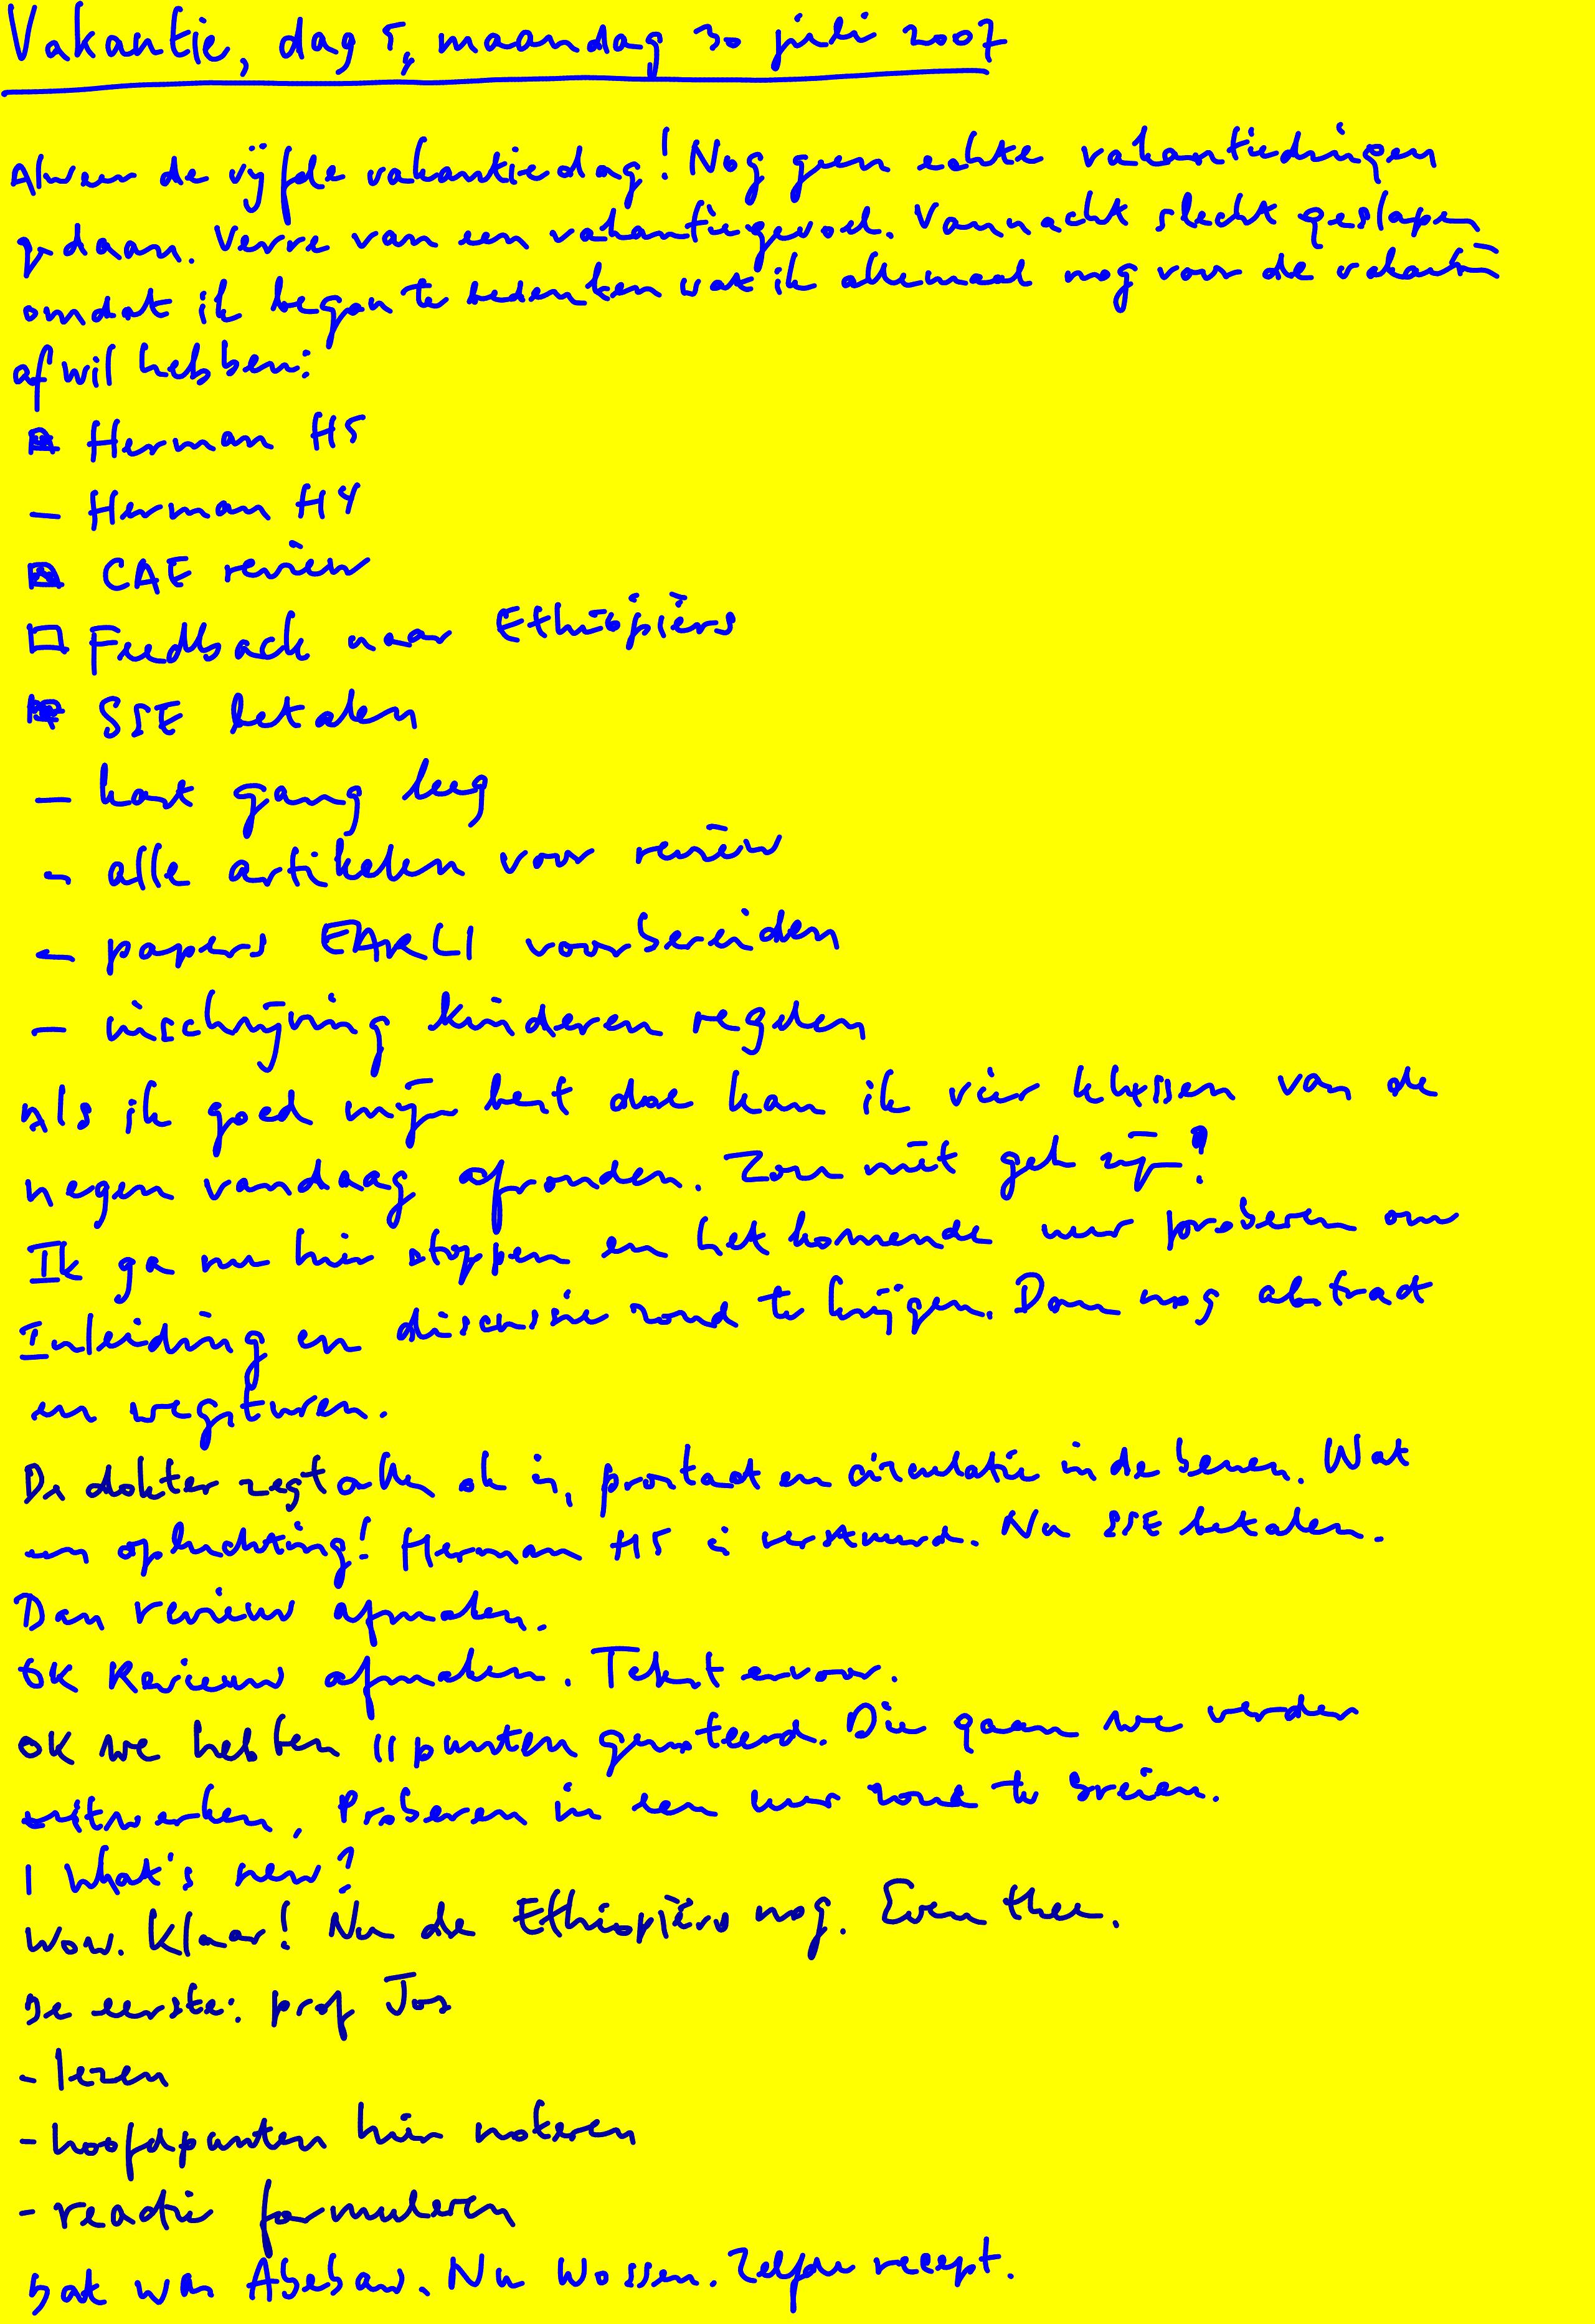 Vakantie, dag 5, maandag 30 juli 2007
Alweer de vijfde vakantiedag! Nog geen echte vakantiedingen
gedaan. Verre van een vakantiegevoel. Vannacht slecht geslapen
omdat ik began te bedenken wat ik allemaal nog voor de vakantie
af wil hebben:
Herman H5
- Herman H4
CAE review
□ Feedback naar Ethiopiërs
SSE betalen
- kast gang leeg
- alle artikelen voor review
- papers EARLI voorbereiden
- inschrijving kinderen regelen
Als ik goed mijn best doe kan ik vier klussen van de
negen vandaag afronden. Zou niet gek zijn!
Ik ga nu hier stoppen en het komende uur proberen om
Inleiding en discussie rond te krijgen. Dan nog abstract
en wegsturen.
De dokter zegt ok is, prostaat en circulatie in de benen. Wat
een opluchting! Herman H5 is verstuurd. Nu SSE betalen.
Dan review afmaken.
OK Review afmaken. Tekst ervoor.
OK we hebben 11 punten genoteerd. Die gaan we verder
uitwerken. Proberen in een uur rond te breien.
1 What's new?
Wow. Klaar! Nu de Ethiopiërs nog. Even thee.
De eerste: prof Jos
- lezen
- hoofdpunten hier noteren
- reactie formuleren
Dat was Abebaw. Nu Wossen. Zelfde recept.